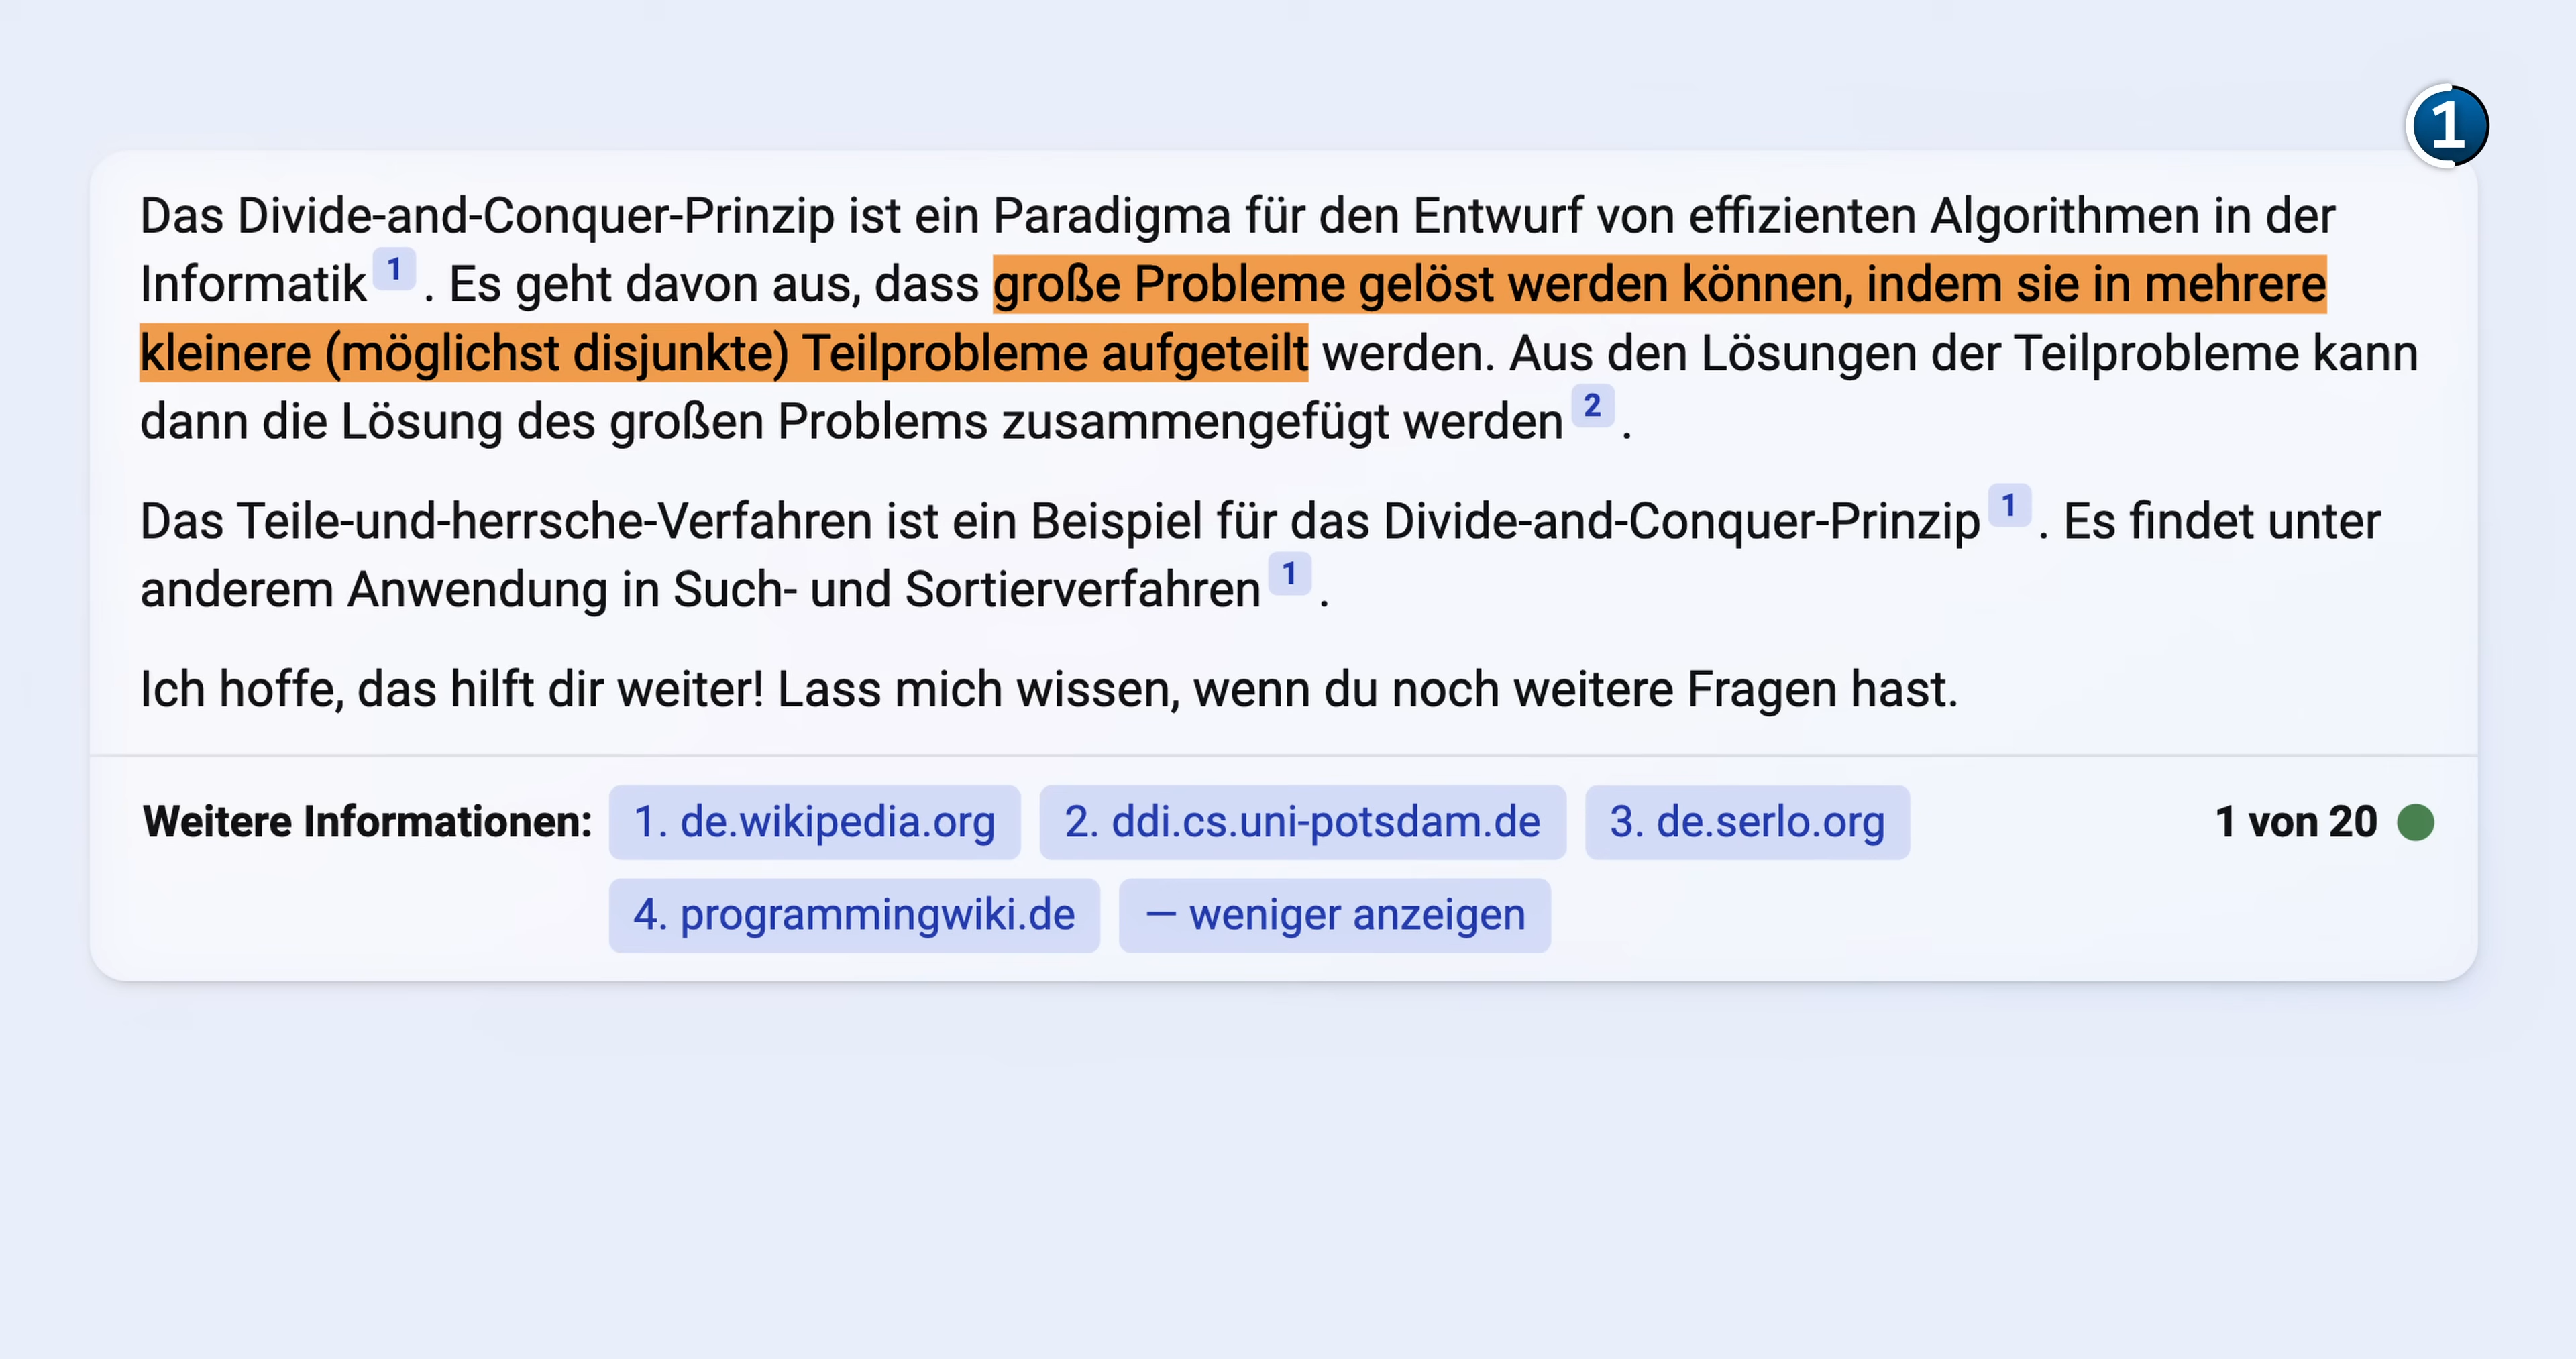 1
Das Divide-and-Conquer-Prinzip ist ein Paradigma für den Entwurf von effizienten Algorithmen in der
Informatik 1 . Es geht davon aus, dass große Probleme gelöst werden können, indem sie in mehrere
kleinere (möglichst disjunkte) Teilprobleme aufgeteilt werden. Aus den Lösungen der Teilprobleme kann
dann die Lösung des großen Problems zusammengefügt werden 2 .
Das Teile-und-herrsche-Verfahren ist ein Beispiel für das Divide-and-Conquer-Prinzip 1 . Es findet unter
anderem Anwendung in Such- und Sortierverfahren 1 .
Ich hoffe, das hilft dir weiter! Lass mich wissen, wenn du noch weitere Fragen hast.
Weitere Informationen: 1. de.wikipedia.org 2. ddi.cs.uni-potsdam.de 3. de.serlo.org 1 von 20
4. programmingwiki.de — weniger anzeigen